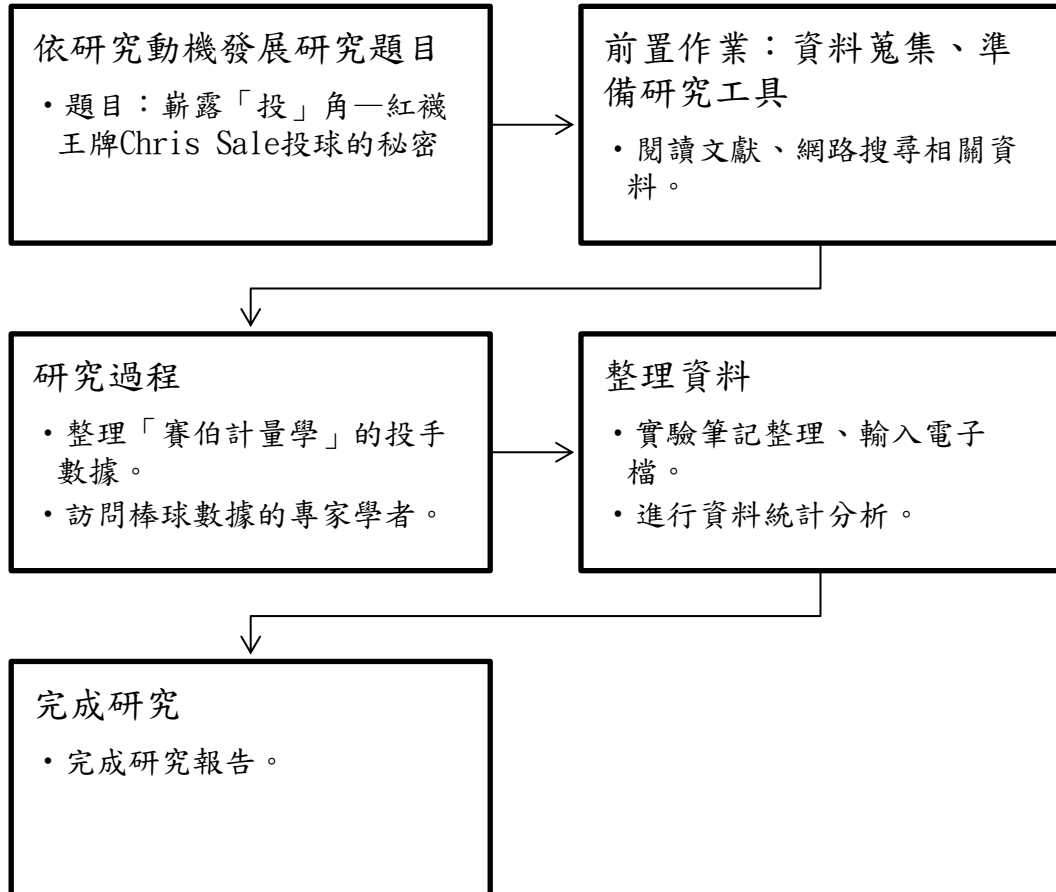 依研究動機發展研究題目
•題目：嶄露「投」角—紅襪
王牌Chris Sale投球的秘密
前置作業：資料蒐集、準
備研究工具
•閱讀文獻、網路搜尋相關資
料。
研究過程
•整理「賽伯計量學」的投手
數據。
•訪問棒球數據的專家學者。
整理資料
•實驗筆記整理、輸入電子
檔。
•進行資料統計分析。
完成研究
•完成研究報告。